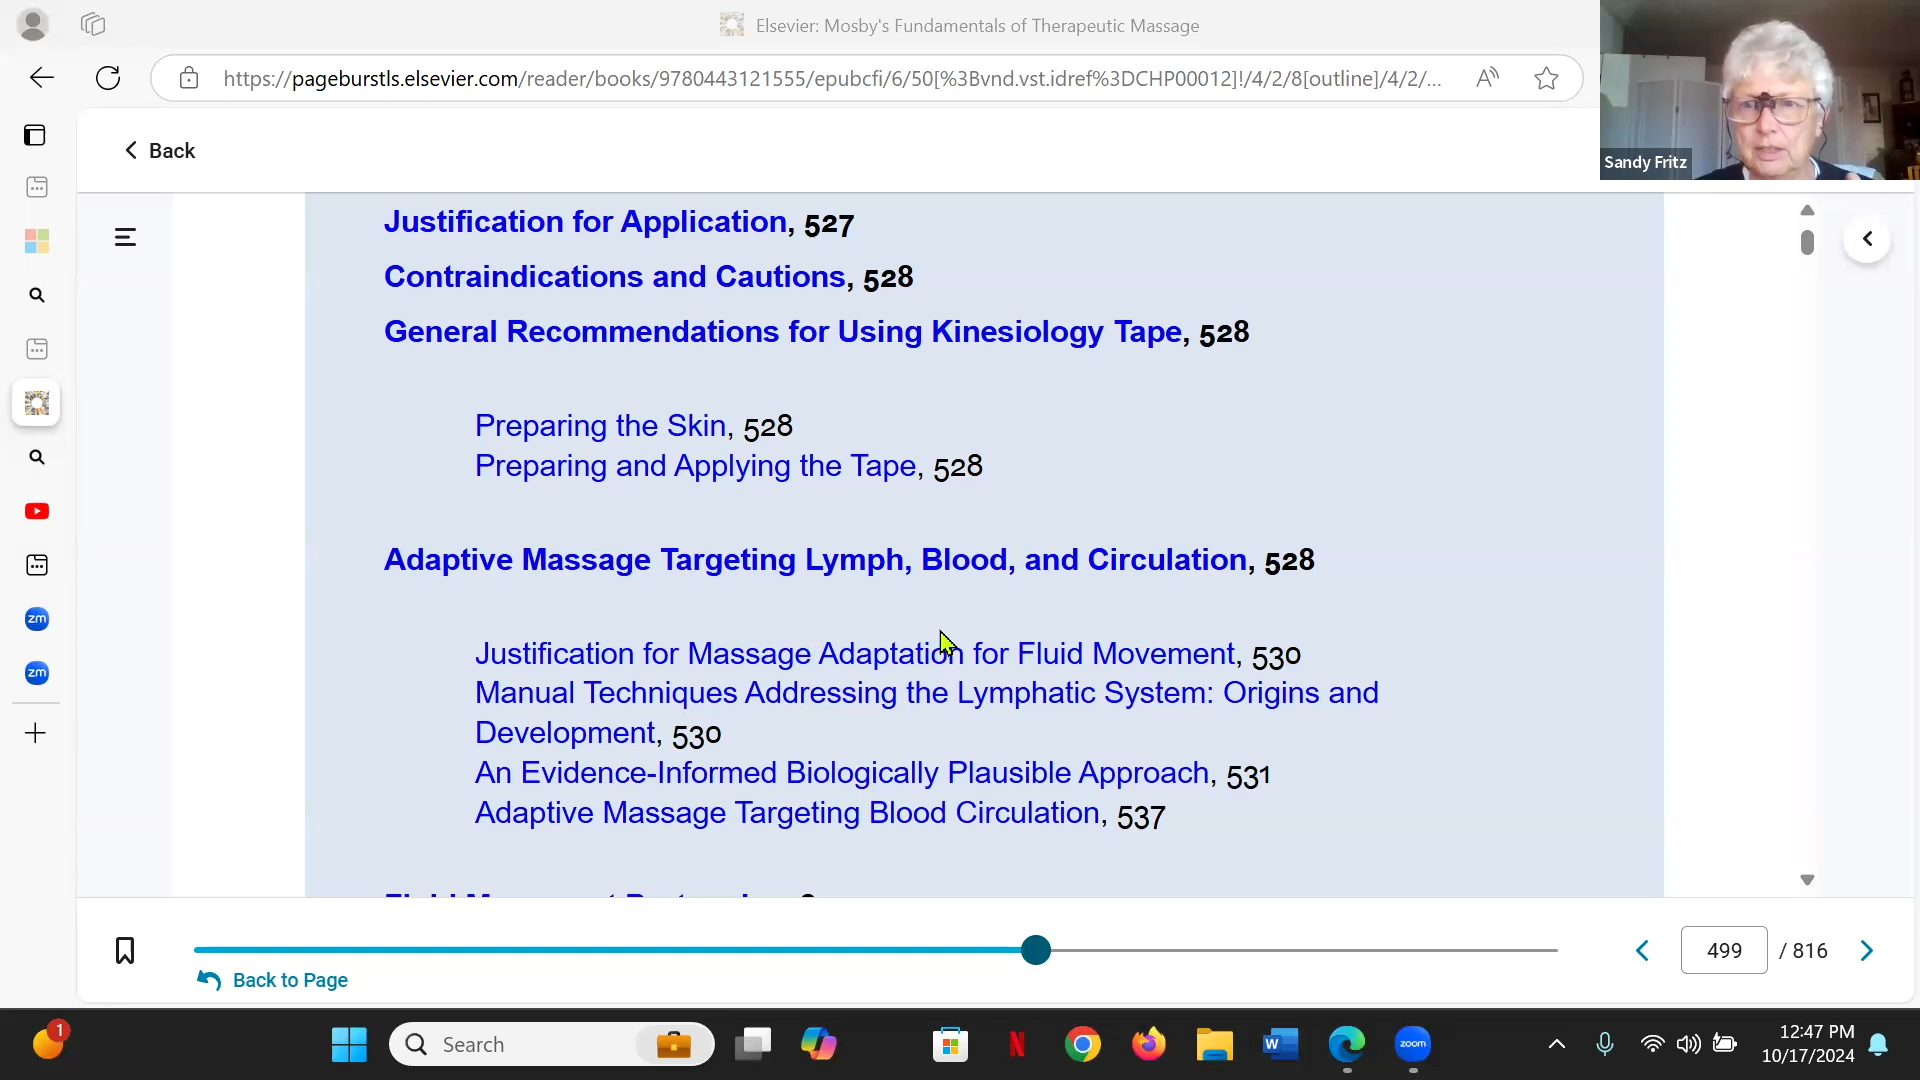 Elsevier: Mosby's Fundamentals of Therapeutic Massage
https://pageburstls.elsevier.com/reader/books/9780443121555/epubcfi/6/50[%3Bvnd.vst.idref%3DCHP00012]!/4/2/8[outline]/4/2/...
Sandy Fritz
Back
Justification for Application, 527
Contraindications and Cautions, 528
General Recommendations for Using Kinesiology Tape, 528
Preparing the Skin, 528
Preparing and Applying the Tape, 528
Adaptive Massage Targeting Lymph, Blood, and Circulation, 528
Justification for Massage Adaptation for Fluid Movement, 530
Manual Techniques Addressing the Lymphatic System: Origins and
Development, 530
An Evidence-Informed Biologically Plausible Approach, 531
Adaptive Massage Targeting Blood Circulation, 537
zm
zm
499 / 816
Back to Page
1
Search
N
W
zoom
12:47 PM
10/17/2024